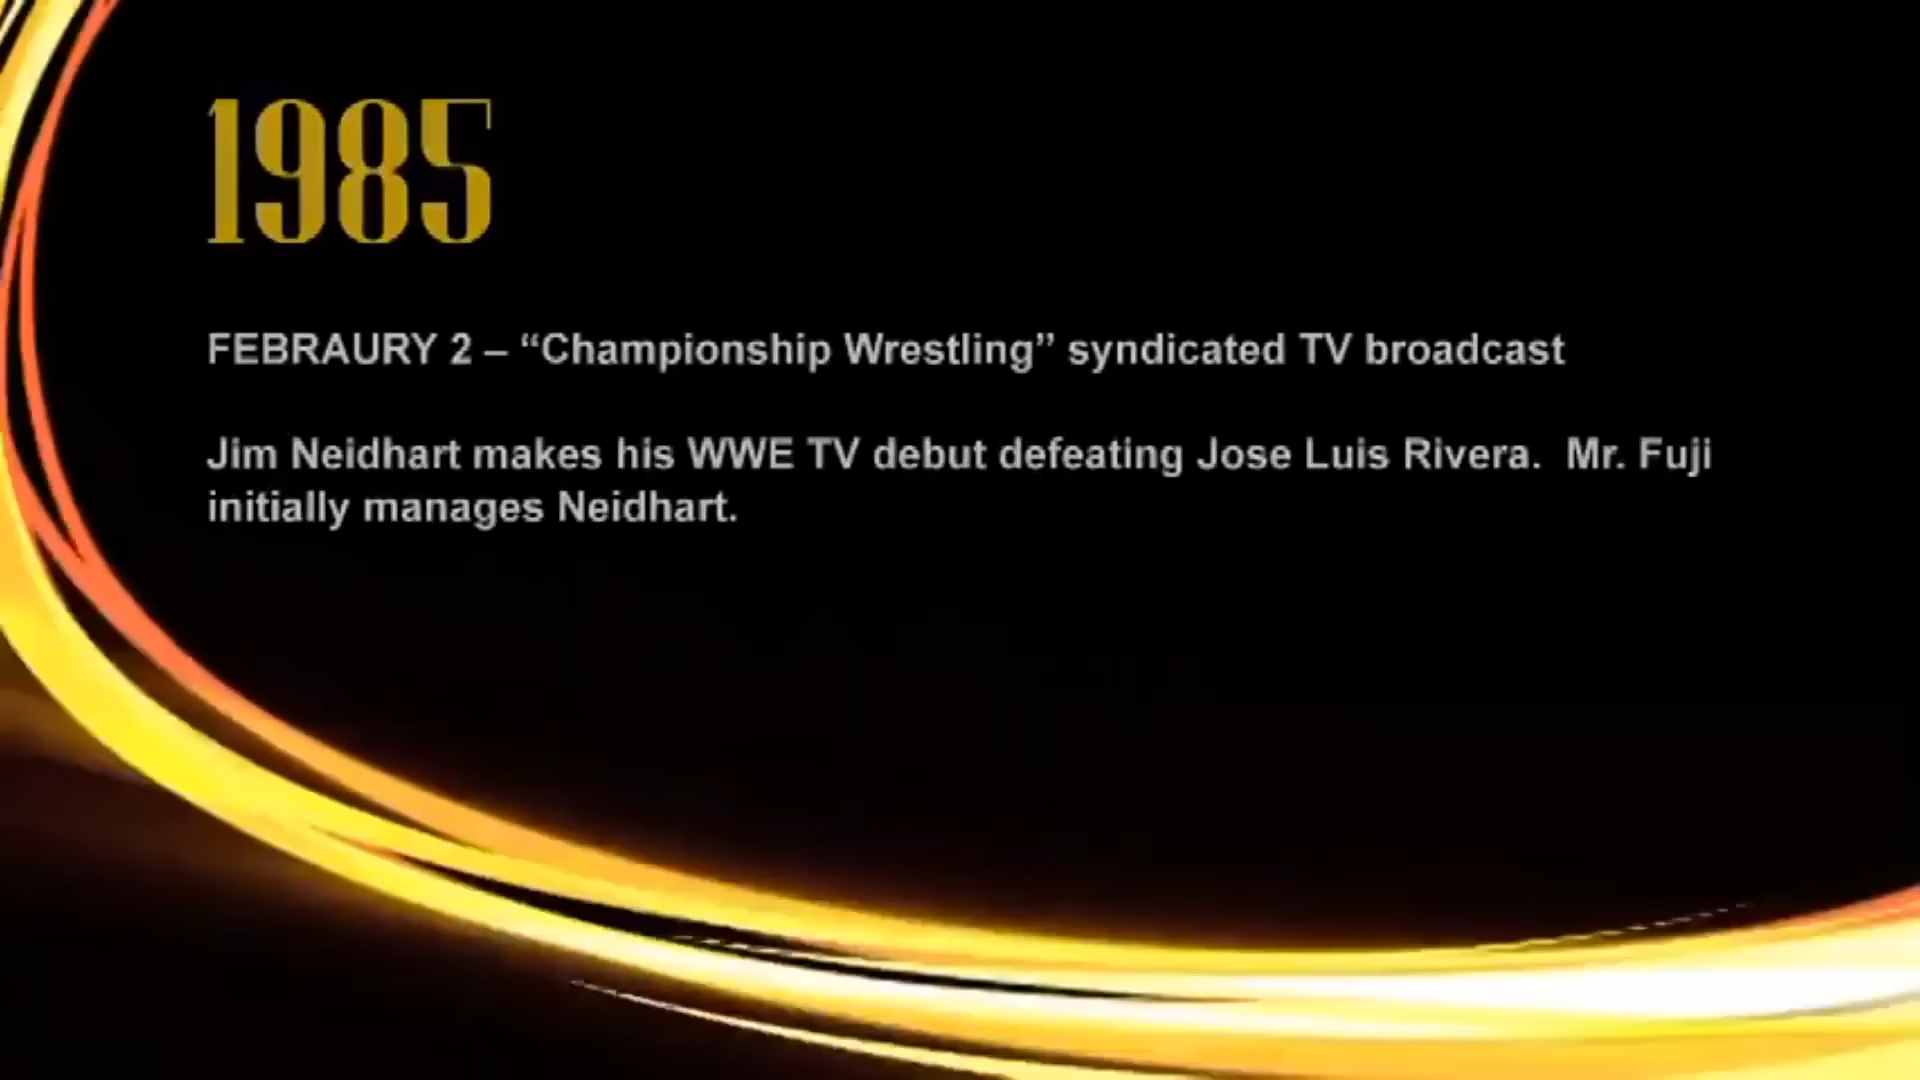 1985
FEBRAURY 2 – “Championship Wrestling” syndicated TV broadcast
Jim Neidhart makes his WWE TV debut defeating Jose Luis Rivera.  Mr. Fuji
initially manages Neidhart.